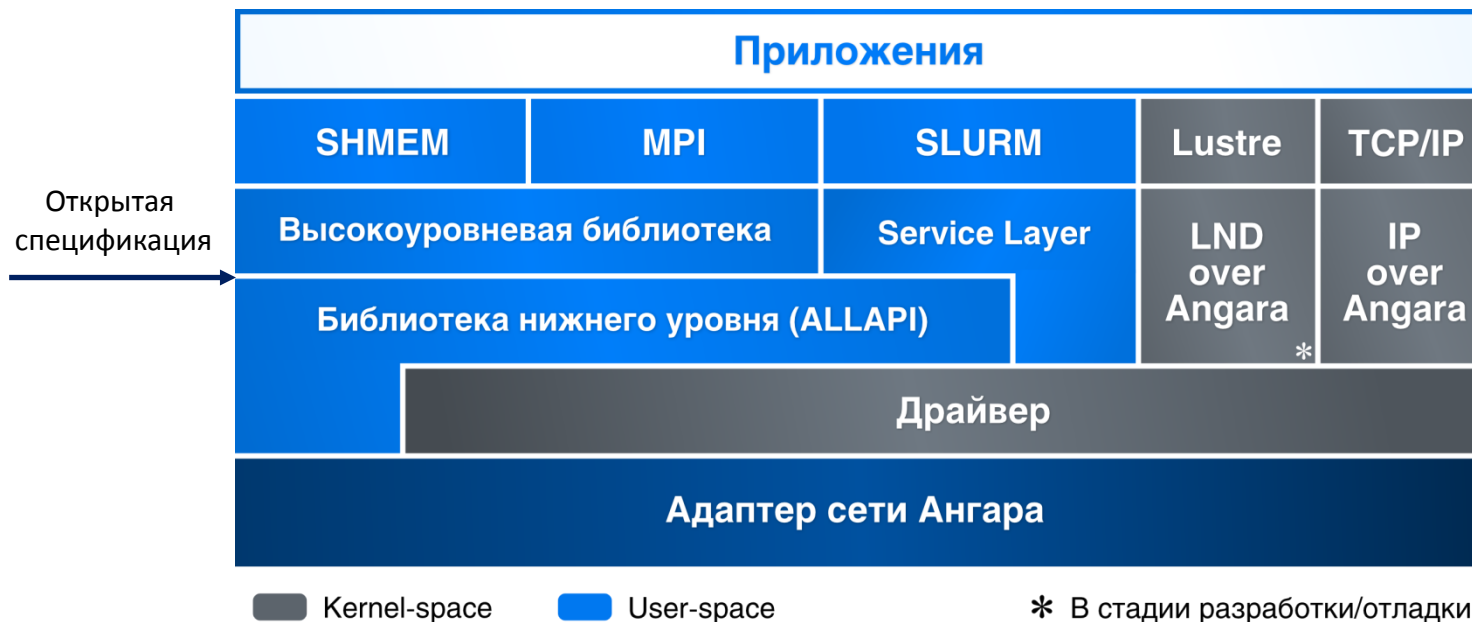 Приложения
SHMEM
MPI
SLURM
Lustre
TCP/IP
Открытая
спецификация
Высокоуровневая библиотека
Service Layer
LND
over
Angara
*
IP
over
Angara
Библиотека нижнего уровня (ALLAPI)
Драйвер
Адаптер сети Ангара
Kernel-space
User-space
* В стадии разработки/отладки